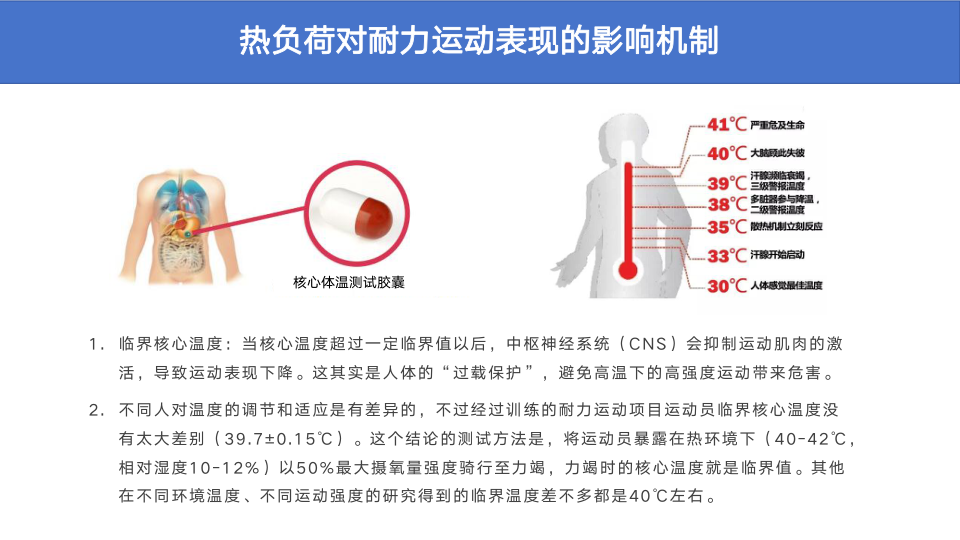 热负荷对耐力运动表现的影响机制
核心体温测试胶囊
41℃ 严重危及生命
40℃ 大脑顾此失彼
39℃ 汗腺濒临衰竭，
三级警报温度
38℃ 多脏器参与降温，
二级警报温度
35℃ 散热机制立刻反应
33℃ 汗腺开始启动
30℃ 人体感觉最佳温度
1. 临界核心温度：当核心温度超过一定临界值以后，中枢神经系统（CNS）会抑制运动肌肉的激
活，导致运动表现下降。这其实是人体的“过载保护”，避免高温下的高强度运动带来危害。
2. 不同人对温度的调节和适应是有差异的，不过经过训练的耐力运动项目运动员临界核心温度没
有太大差别（39.7±0.15℃）。这个结论的测试方法是，将运动员暴露在热环境下（40-42℃，
相对湿度10-12%）以50%最大摄氧量强度骑行至力竭，力竭时的核心温度就是临界值。其他
在不同环境温度、不同运动强度的研究得到的临界温度差不多都是40℃左右。